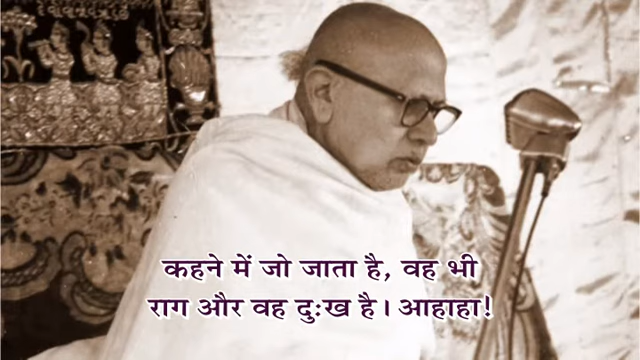 कहने में जो जाता है, वह भी
राग और वह दुःख है। आहाहा!